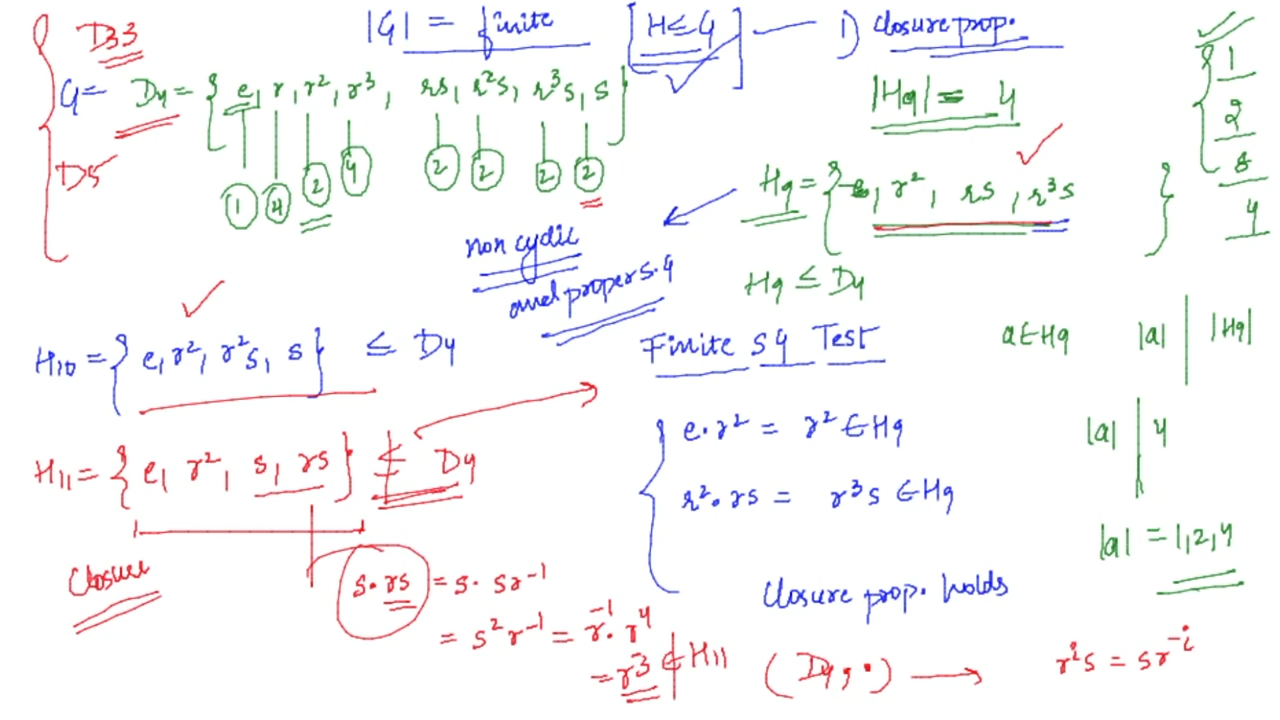 D33
|G| = finite
[H ≤ G] — 1) closure prop.
G = D4 = { e, r, r², r³, rs, r²s, r³s, s }
|H9| = 4
1
2
8
4
D5
1 4 2 4 2 2 2 2
H9 = { e, r², rs, r³s }
non cyclic
and proper s.g
H9 ≤ D4
H10 = { e, r², r²s, s } ≤ D4
Finite SG Test
a ∈ H9 |a| | |H9|
H11 = { e, r², s, rs } ≰ D4
e·r² = r² ∈ H9
|a| | 4
r²·rs = r³s ∈ H9
|a| = 1, 2, 4
closure
s·rs = s·sr⁻¹
closure prop. holds
= s²r⁻¹ = r⁻¹·r⁴
= r³ ∉ H11
(D4, ·) → rⁱs = sr⁻ⁱ